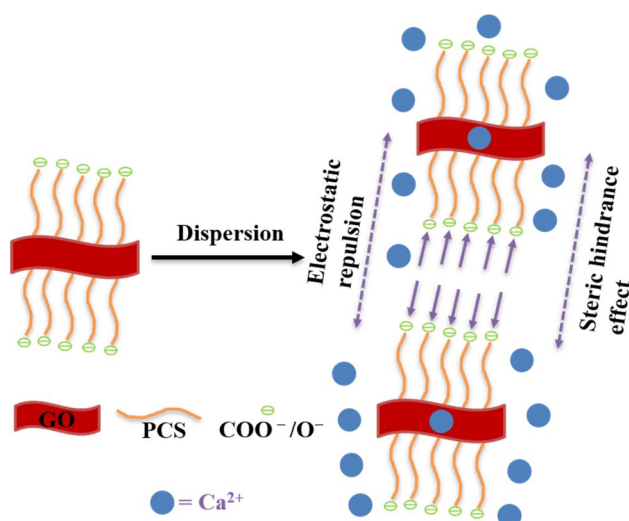 Dispersion
Electrostatic
repulsion
Steric hindrance
effect
GO
PCS
COO⁻/O⁻
= Ca²⁺